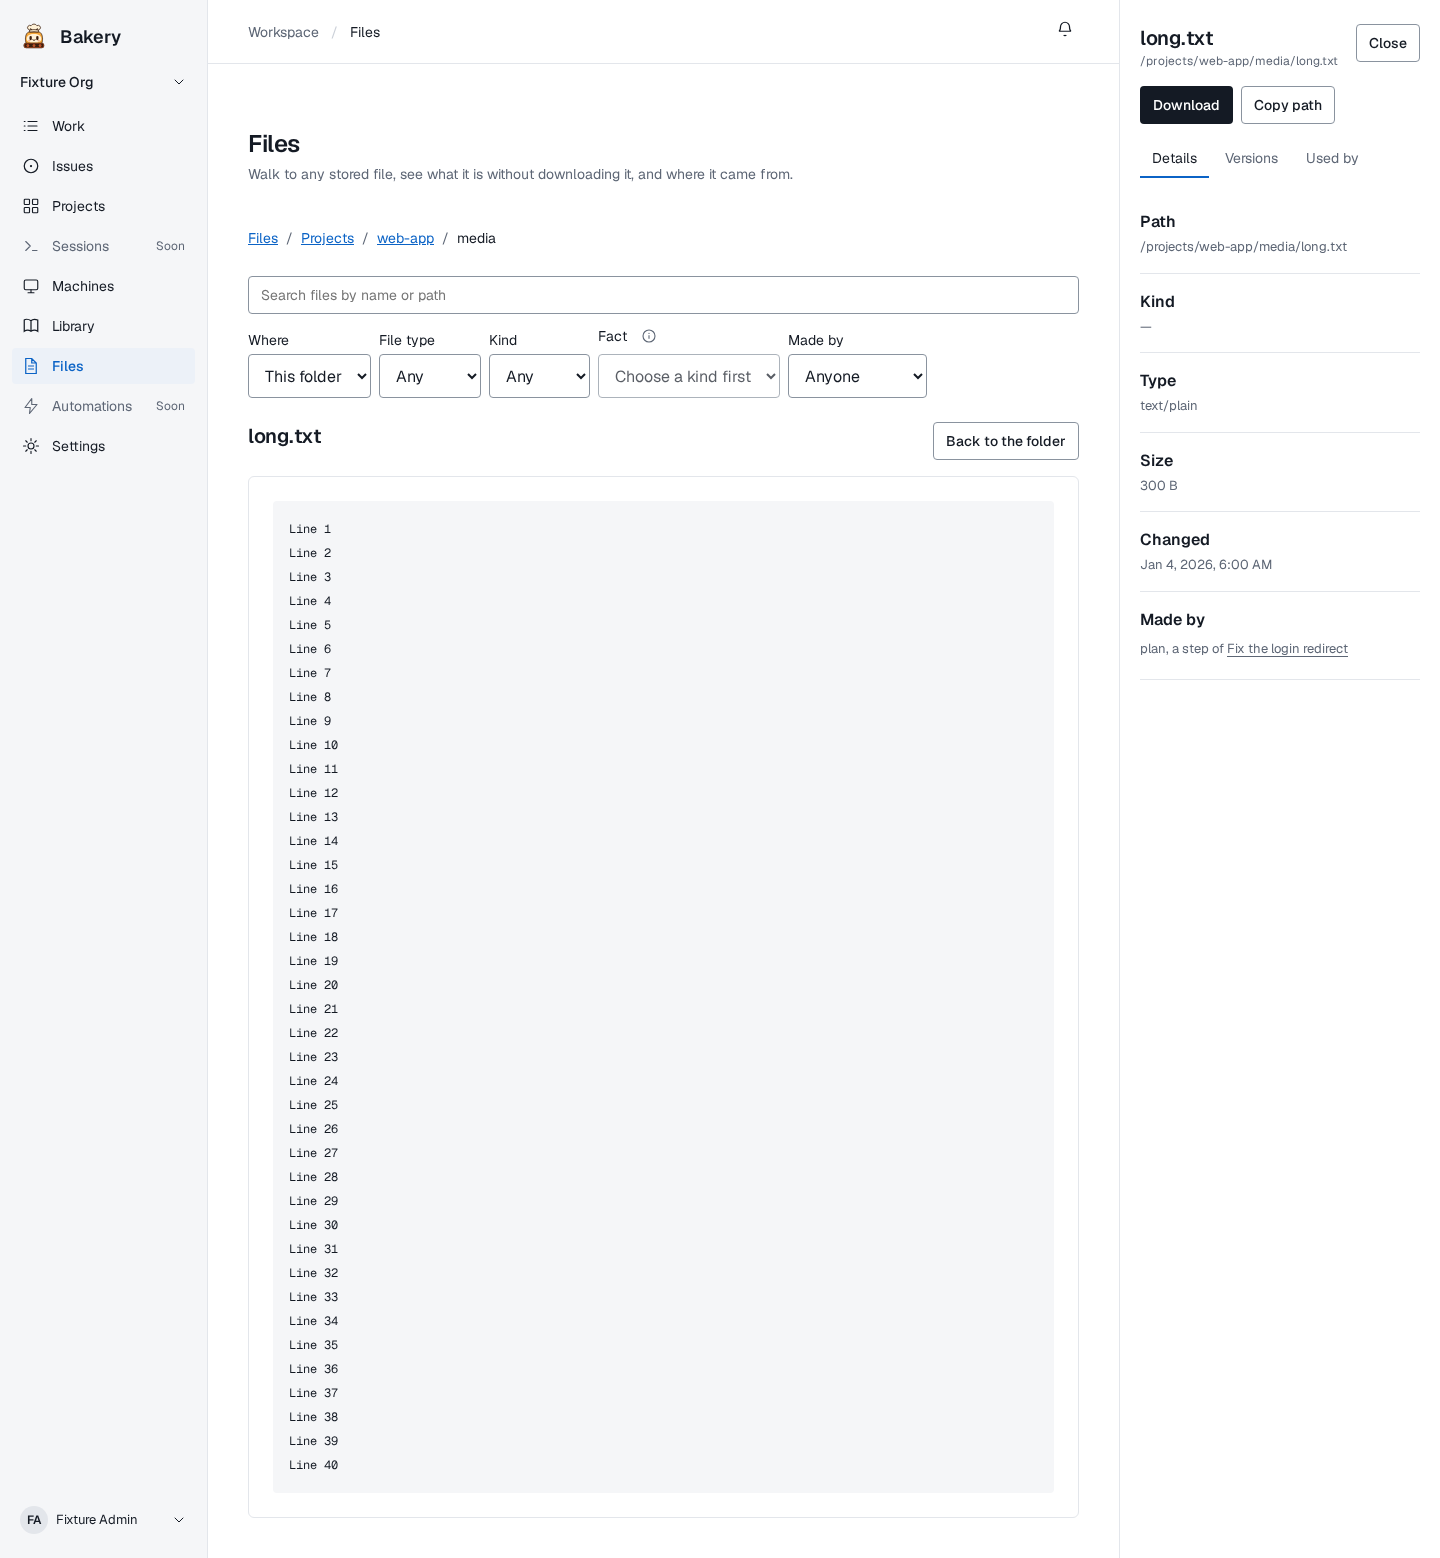 Bakery
Fixture Org
Work
Issues
Projects
Sessions Soon
Machines
Library
Files
Automations Soon
Settings
FA Fixture Admin
Workspace / Files
Files
Walk to any stored file, see what it is without downloading it, and where it came from.
Files / Projects / web-app / media
Search files by name or path
Where File type Kind Fact Made by
This folder Any Any Choose a kind first Anyone
long.txt Back to the folder
Line 1
Line 2
Line 3
Line 4
Line 5
Line 6
Line 7
Line 8
Line 9
Line 10
Line 11
Line 12
Line 13
Line 14
Line 15
Line 16
Line 17
Line 18
Line 19
Line 20
Line 21
Line 22
Line 23
Line 24
Line 25
Line 26
Line 27
Line 28
Line 29
Line 30
Line 31
Line 32
Line 33
Line 34
Line 35
Line 36
Line 37
Line 38
Line 39
Line 40
long.txt Close
/projects/web-app/media/long.txt
Download Copy path
Details Versions Used by
Path
/projects/web-app/media/long.txt
Kind
—
Type
text/plain
Size
300 B
Changed
Jan 4, 2026, 6:00 AM
Made by
plan, a step of Fix the login redirect